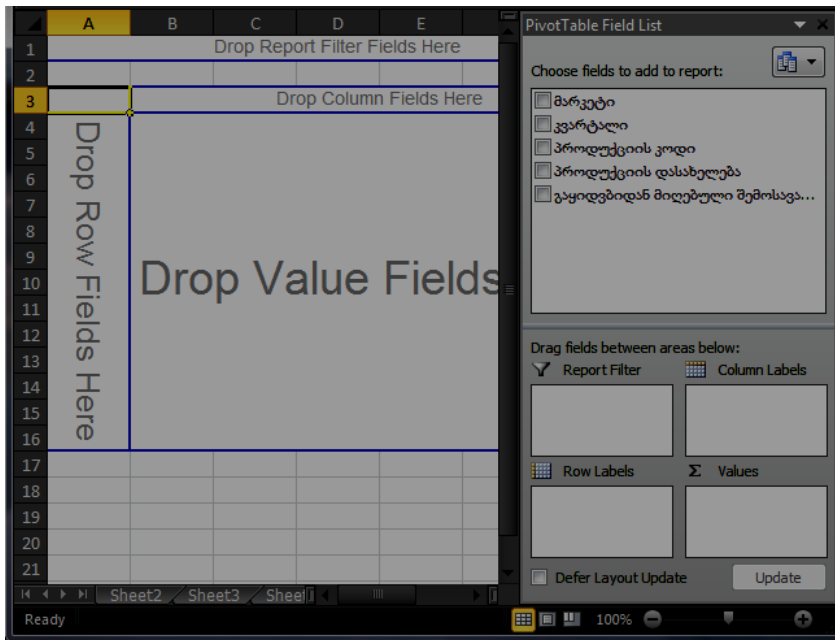 A B C D E
PivotTable Field List
1 Drop Report Filter Fields Here
2
3 Drop Column Fields Here
4
5
6
7
8
9
10
11
12
13
14
15
16
17
18
19
20
21
Drop Row Fields Here
Drop Value Fields
Choose fields to add to report:
მარკეტი
კვარტალი
პროდუქციის კოდი
პროდუქციის დასახელება
გაყიდვბიდან მიღებული შემოსავა...
Drag fields between areas below:
Report Filter
Column Labels
Row Labels
Σ Values
Defer Layout Update
Update
Sheet2 Sheet3
Ready 100%